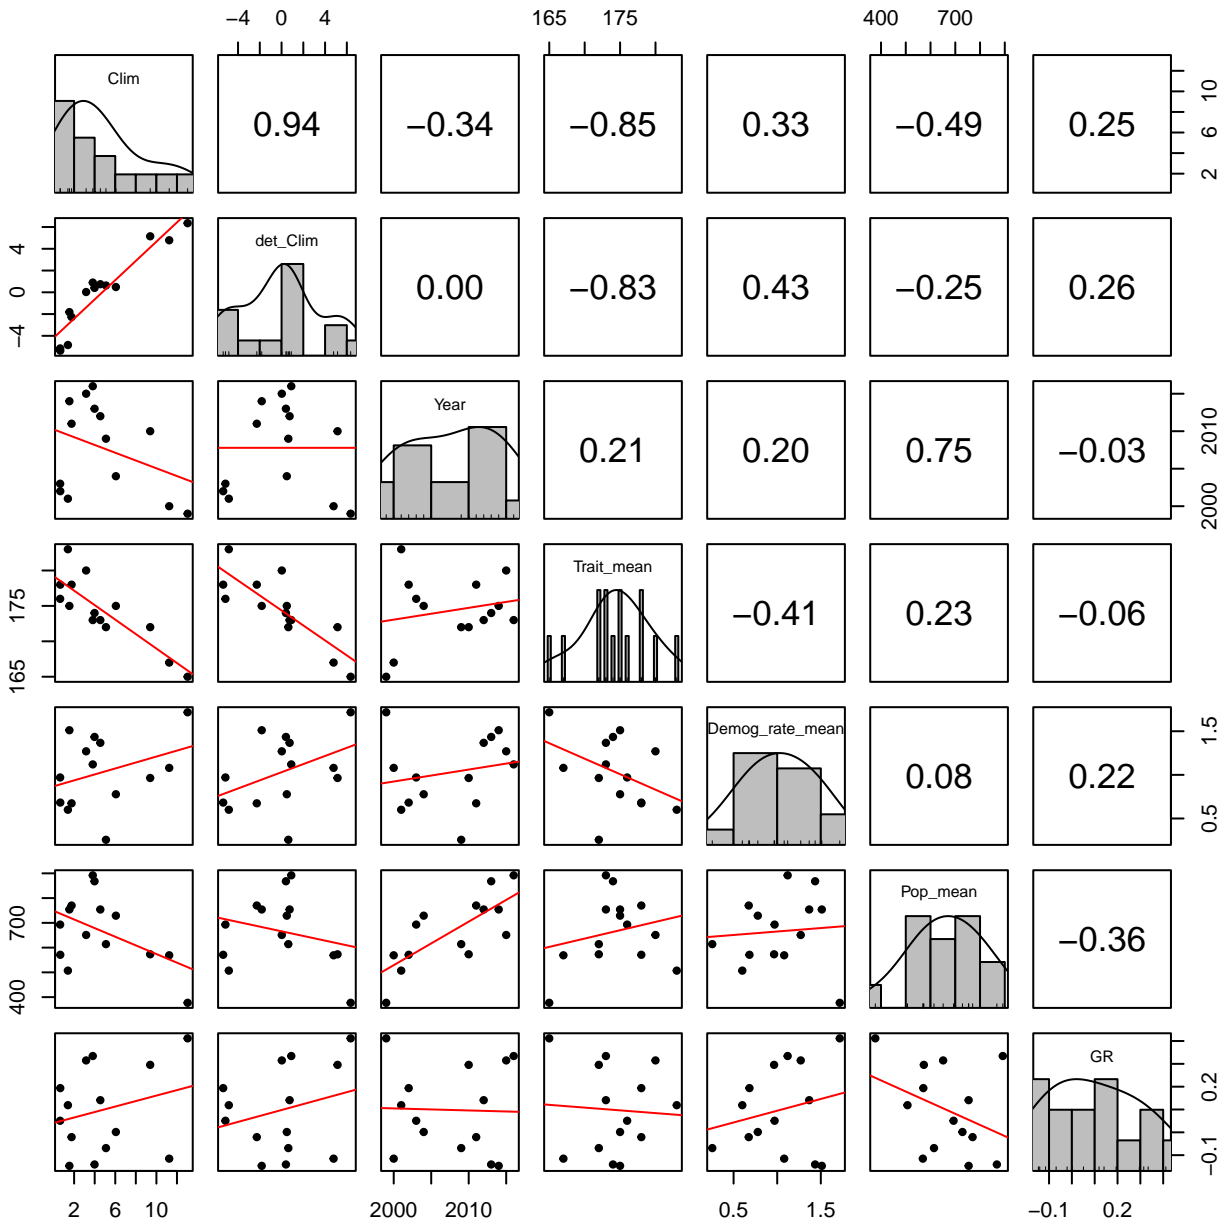 −4 0 4 165 175 400 700
Clim 0.94 −0.34 −0.85 0.33 −0.49 0.25 2 6 10
−4 0 4 det_Clim 0.00 −0.83 0.43 −0.25 0.26
Year 0.21 0.20 0.75 −0.03 2000 2010
165 175 Trait_mean −0.41 0.23 −0.06
Demog_rate_mean 0.08 0.22 0.5 1.5
400 700 Pop_mean −0.36
GR −0.1 0.2
2 6 10 2000 2010 0.5 1.5 −0.1 0.2